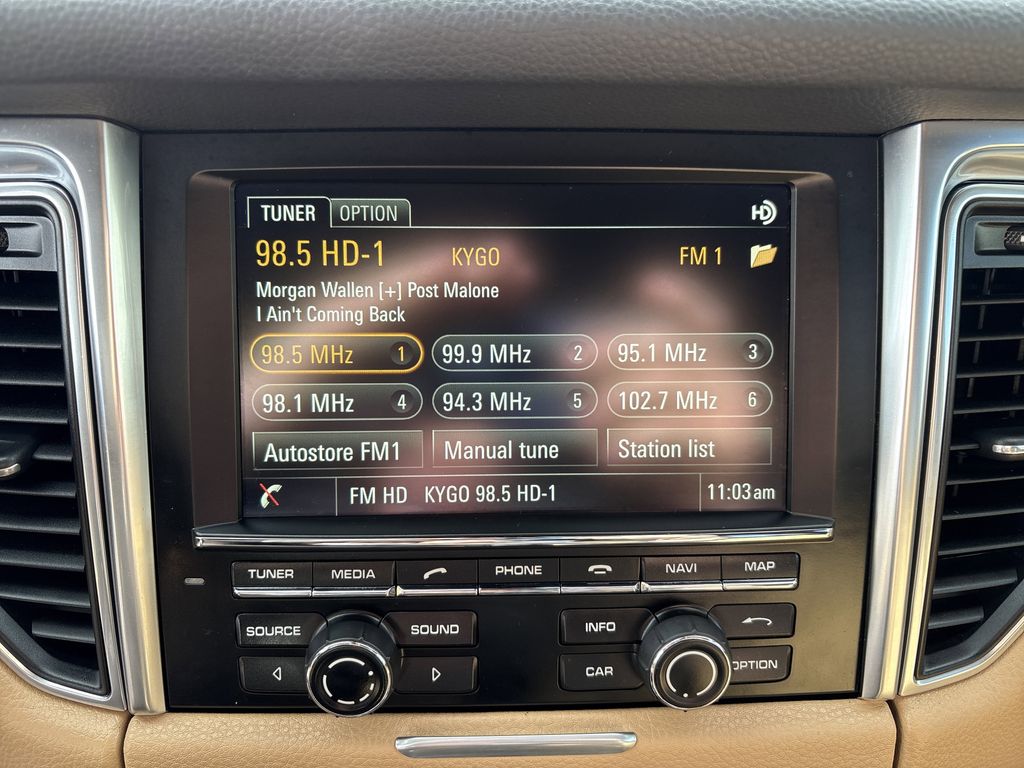 TUNER OPTION HD
98.5 HD-1 KYGO FM 1
Morgan Wallen [+] Post Malone
I Ain't Coming Back
98.5 MHz 1 99.9 MHz 2 95.1 MHz 3
98.1 MHz 4 94.3 MHz 5 102.7 MHz 6
Autostore FM1 Manual tune Station list
FM HD KYGO 98.5 HD-1 11:03am
TUNER MEDIA PHONE NAVI MAP
SOURCE SOUND INFO
CAR OPTION